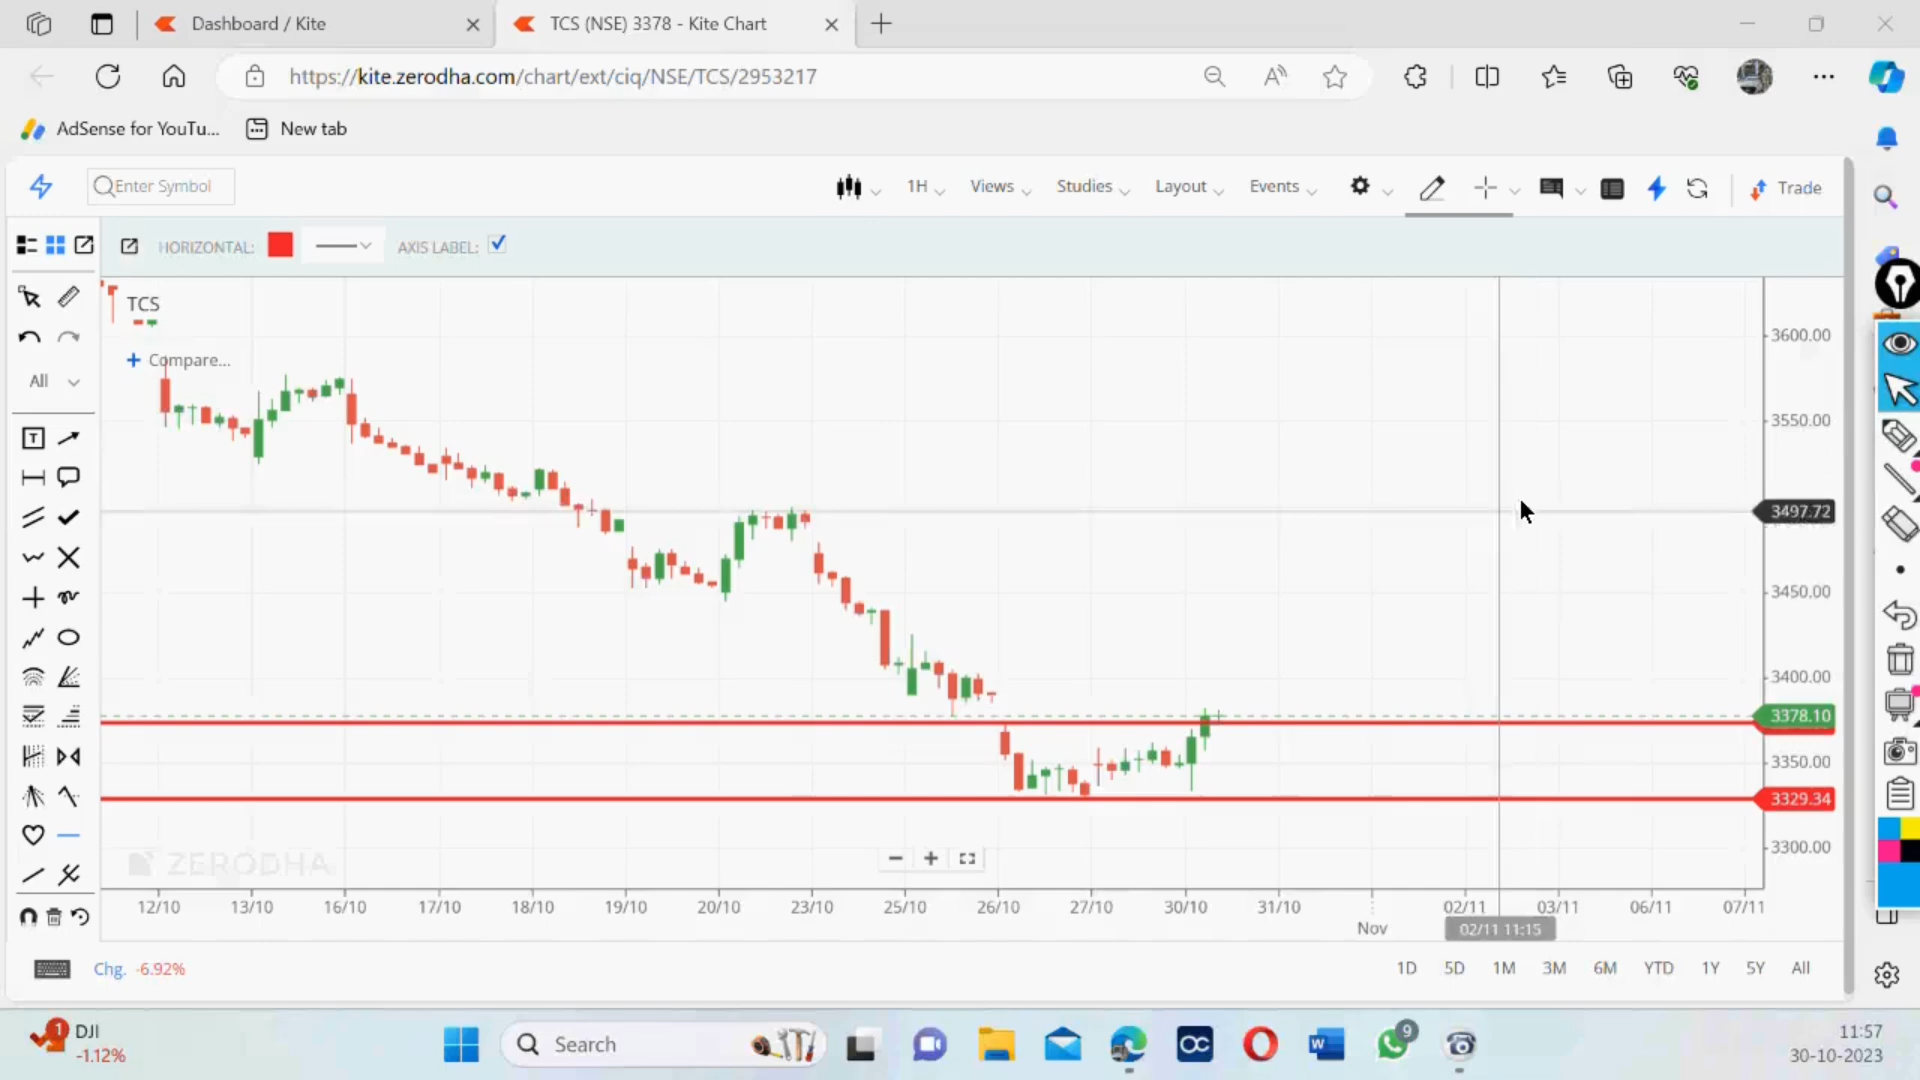 Dashboard / Kite
TCS (NSE) 3378 - Kite Chart
https://kite.zerodha.com/chart/ext/ciq/NSE/TCS/2953217
AdSense for YouTu...
New tab
Enter Symbol
1H
Views
Studies
Layout
Events
Trade
HORIZONTAL:
AXIS LABEL:
TCS
Compare...
All
T
3600.00
3550.00
3497.72
3450.00
3400.00
3378.10
3350.00
3329.34
3300.00
ZERODHA
12/10
13/10
16/10
17/10
18/10
19/10
20/10
23/10
25/10
26/10
27/10
30/10
31/10
Nov
02/11
03/11
06/11
07/11
02/11 11:15
Chg. -6.92%
1D
5D
1M
3M
6M
YTD
1Y
5Y
All
1
DJI
-1.12%
Search
9
11:57
30-10-2023